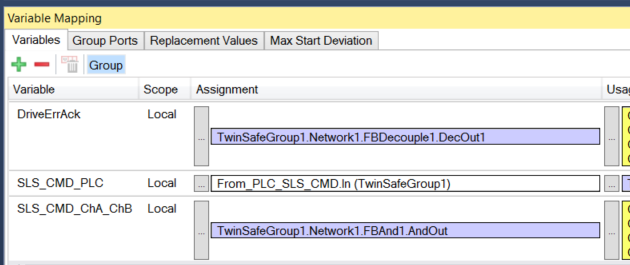 Variable Mapping
Variables Group Ports Replacement Values Max Start Deviation
Group
Variable Scope Assignment
DriveErrAck Local ... TwinSafeGroup1.Network1.FBDecouple1.DecOut1 ...
SLS_CMD_PLC Local ... From_PLC_SLS_CMD.In (TwinSafeGroup1) ...
SLS_CMD_ChA_ChB Local ... TwinSafeGroup1.Network1.FBAnd1.AndOut ...